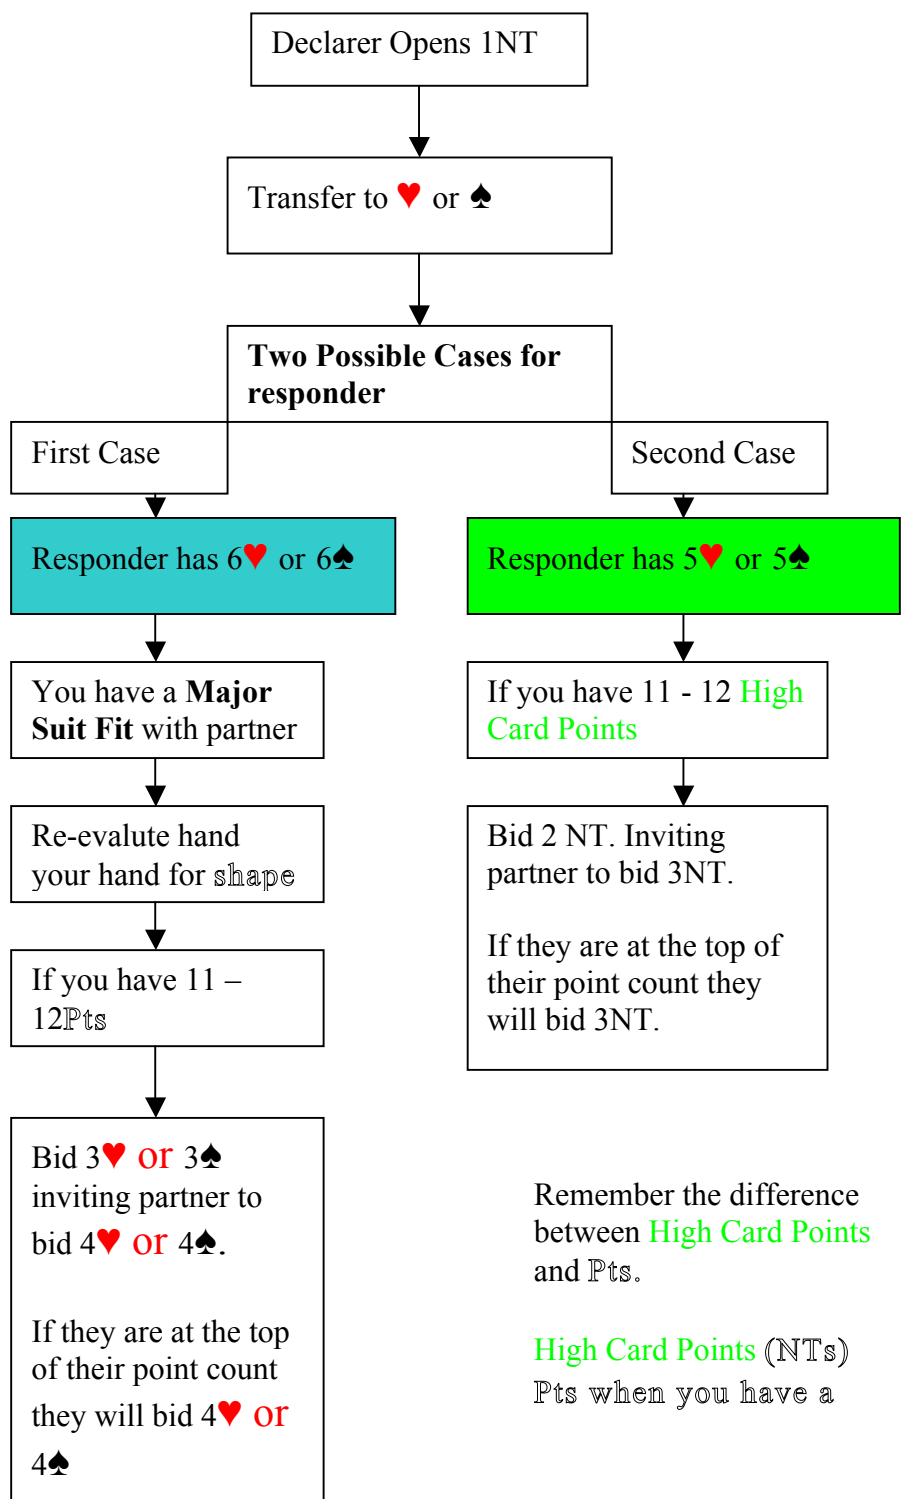 Declarer Opens 1NT
Transfer to ♥ or ♠
Two Possible Cases for
responder
First Case
Second Case
Responder has 6♥ or 6♠
Responder has 5♥ or 5♠
You have a Major
Suit Fit with partner
If you have 11 - 12 High
Card Points
Re-evalute hand
your hand for shape
Bid 2 NT. Inviting
partner to bid 3NT.
If they are at the top of
their point count they
will bid 3NT.
If you have 11 –
12Pts
Bid 3♥ or 3♠
inviting partner to
bid 4♥ or 4♠.
If they are at the top
of their point count
they will bid 4♥ or
4♠
Remember the difference
between High Card Points
and Pts.
High Card Points (NTs)
Pts when you have a